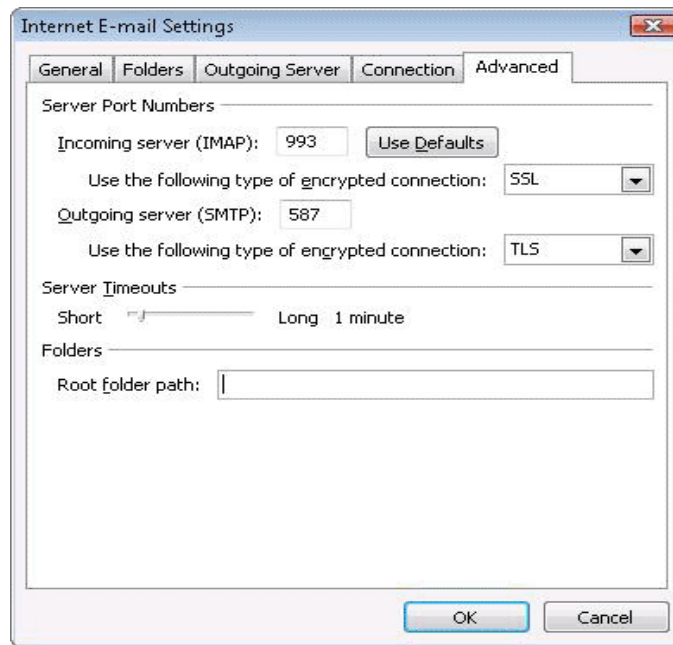 Internet E-mail Settings
General Folders Outgoing Server Connection Advanced
Server Port Numbers
Incoming server (IMAP): 993 Use Defaults
Use the following type of encrypted connection: SSL
Outgoing server (SMTP): 587
Use the following type of encrypted connection: TLS
Server Timeouts
Short Long 1 minute
Folders
Root folder path:
OK Cancel